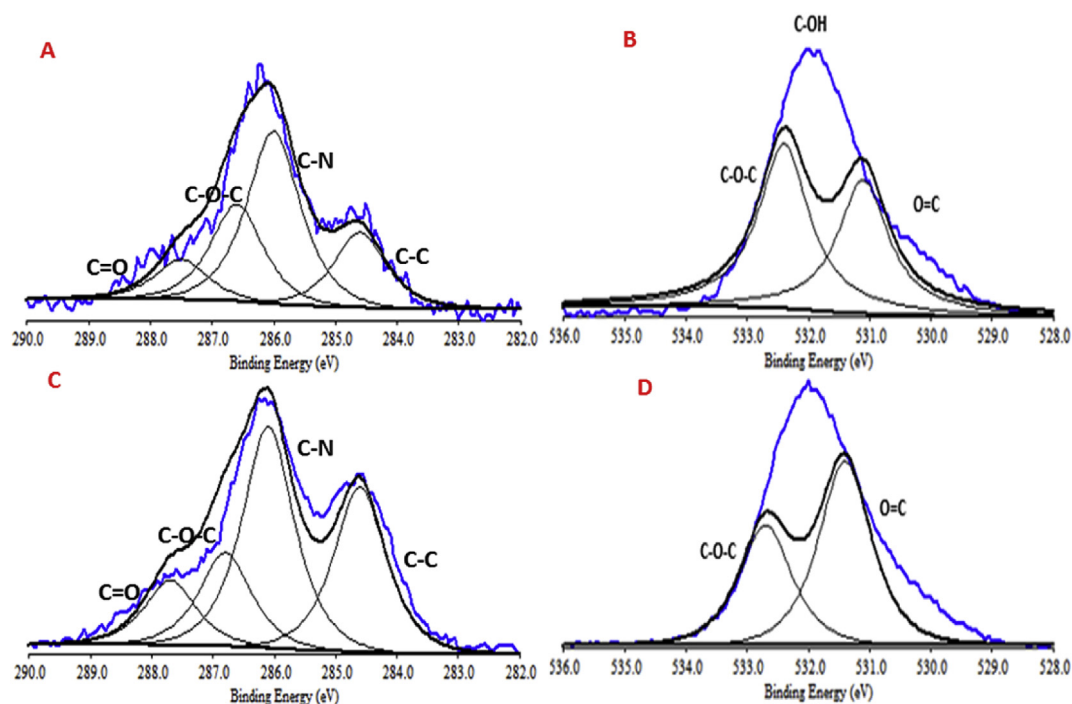 A
C-N
C-O-C
C=O
C-C
290.0 289.0 288.0 287.0 286.0 285.0 284.0 283.0 282.0
Binding Energy (eV)
B
C-OH
C-O-C
O=C
536.0 535.0 534.0 533.0 532.0 531.0 530.0 529.0 528.0
Binding Energy (eV)
C
C-N
C-O-C
C=O
C-C
290.0 289.0 288.0 287.0 286.0 285.0 284.0 283.0 282.0
Binding Energy (eV)
D
C-O-C
O=C
536.0 535.0 534.0 533.0 532.0 531.0 530.0 529.0 528.0
Binding Energy (eV)